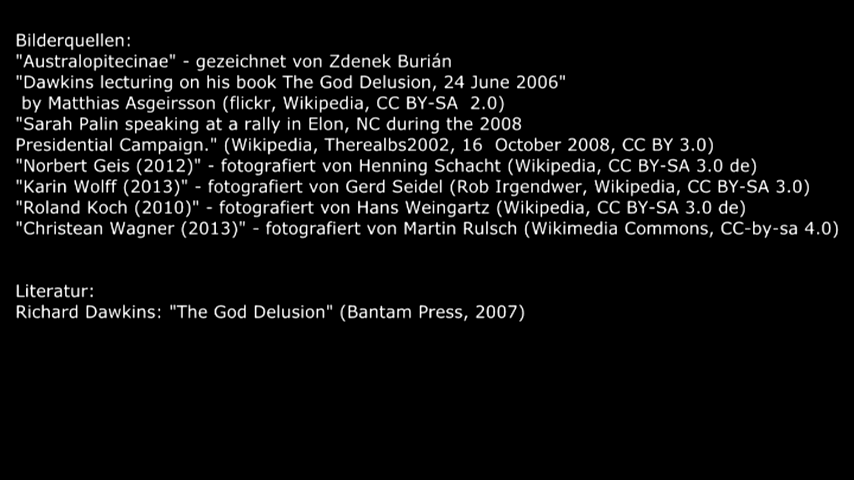 Bilderquellen:
"Australopitecinae" - gezeichnet von Zdenek Burián
"Dawkins lecturing on his book The God Delusion, 24 June 2006"
by Matthias Asgeirsson (flickr, Wikipedia, CC BY-SA 2.0)
"Sarah Palin speaking at a rally in Elon, NC during the 2008
Presidential Campaign." (Wikipedia, Therealbs2002, 16 October 2008, CC BY 3.0)
"Norbert Geis (2012)" - fotografiert von Henning Schacht (Wikipedia, CC BY-SA 3.0 de)
"Karin Wolff (2013)" - fotografiert von Gerd Seidel (Rob Irgendwer, Wikipedia, CC BY-SA 3.0)
"Roland Koch (2010)" - fotografiert von Hans Weingartz (Wikipedia, CC BY-SA 3.0 de)
"Christean Wagner (2013)" - fotografiert von Martin Rulsch (Wikimedia Commons, CC-by-sa 4.0)
Literatur:
Richard Dawkins: "The God Delusion" (Bantam Press, 2007)